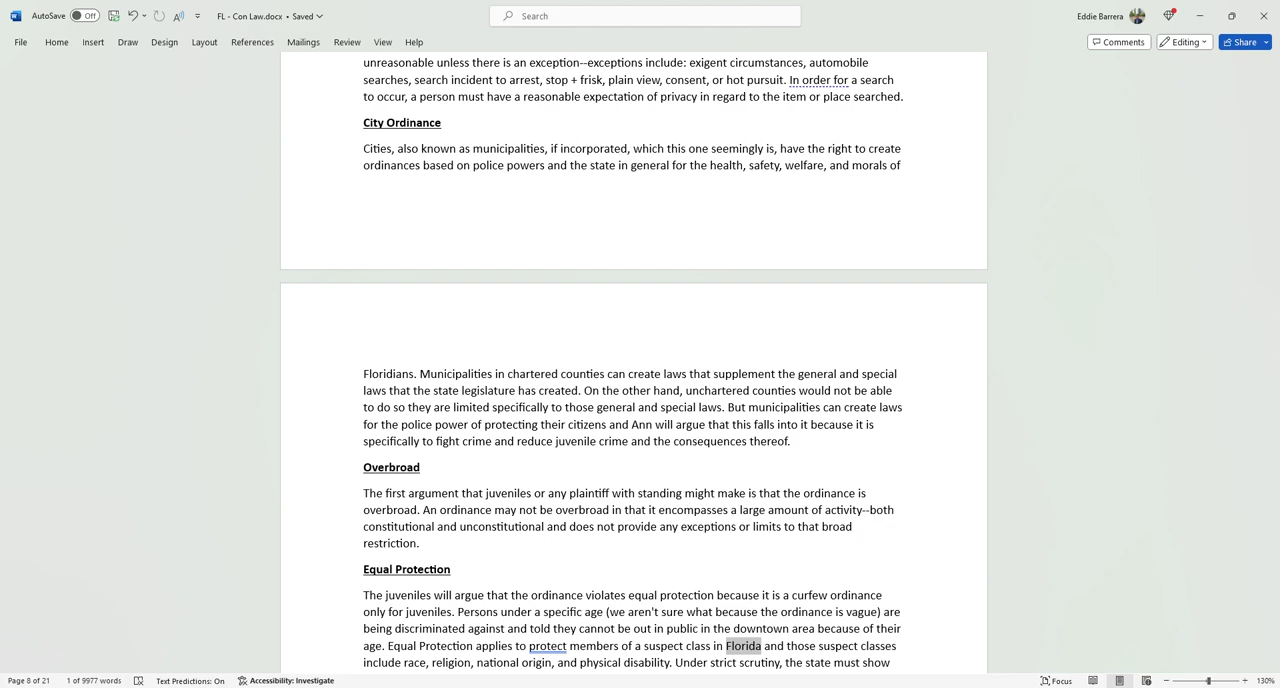 AutoSave Off FL - Con Law.docx • Saved Search Eddie Barrera
File Home Insert Draw Design Layout References Mailings Review View Help Comments Editing Share
unreasonable unless there is an exception--exceptions include: exigent circumstances, automobile
searches, search incident to arrest, stop + frisk, plain view, consent, or hot pursuit. In order for a search
to occur, a person must have a reasonable expectation of privacy in regard to the item or place searched.
City Ordinance
Cities, also known as municipalities, if incorporated, which this one seemingly is, have the right to create
ordinances based on police powers and the state in general for the health, safety, welfare, and morals of
Floridians. Municipalities in chartered counties can create laws that supplement the general and special
laws that the state legislature has created. On the other hand, unchartered counties would not be able
to do so they are limited specifically to those general and special laws. But municipalities can create laws
for the police power of protecting their citizens and Ann will argue that this falls into it because it is
specifically to fight crime and reduce juvenile crime and the consequences thereof.
Overbroad
The first argument that juveniles or any plaintiff with standing might make is that the ordinance is
overbroad. An ordinance may not be overbroad in that it encompasses a large amount of activity--both
constitutional and unconstitutional and does not provide any exceptions or limits to that broad
restriction.
Equal Protection
The juveniles will argue that the ordinance violates equal protection because it is a curfew ordinance
only for juveniles. Persons under a specific age (we aren't sure what because the ordinance is vague) are
being discriminated against and told they cannot be out in public in the downtown area because of their
age. Equal Protection applies to protect members of a suspect class in Florida and those suspect classes
include race, religion, national origin, and physical disability. Under strict scrutiny, the state must show
Page 8 of 21 1 of 9977 words Text Predictions: On Accessibility: Investigate Focus 130%